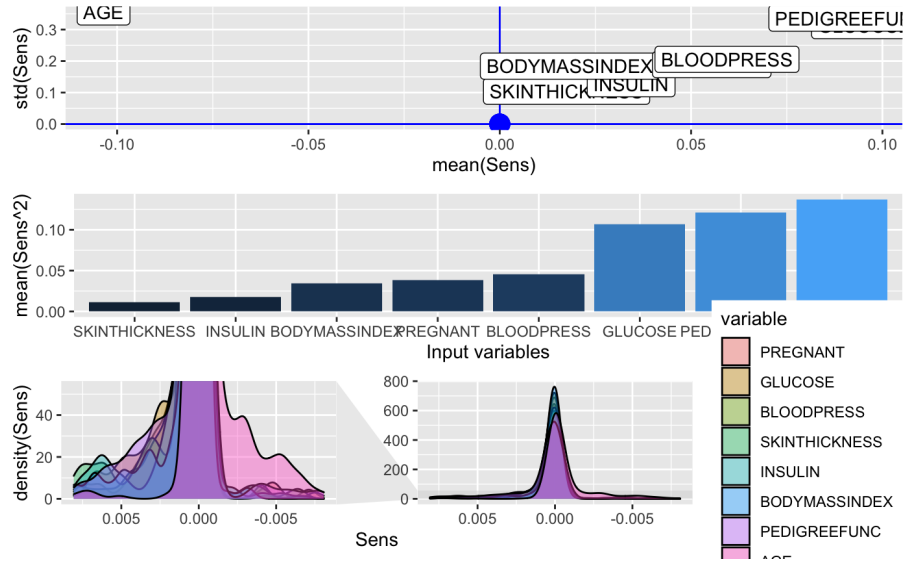 AGE
PEDIGREEFUN
BODYMASSINDEX
BLOODPRESS
SKINTHICKNESS
INSULIN
std(Sens)
0.3
0.2
0.1
0.0
-0.10
-0.05
0.00
0.05
0.10
mean(Sens)
mean(Sens^2)
0.10
0.05
0.00
SKINTHICKNESS
INSULIN
BODYMASSINDEX
PREGNANT
BLOODPRESS
GLUCOSE
PED
Input variables
variable
PREGNANT
GLUCOSE
BLOODPRESS
SKINTHICKNESS
INSULIN
BODYMASSINDEX
PEDIGREEFUNC
AGE
density(Sens)
40
20
0
0.005
0.000
-0.005
800
600
400
200
0
0.005
0.000
-0.005
Sens